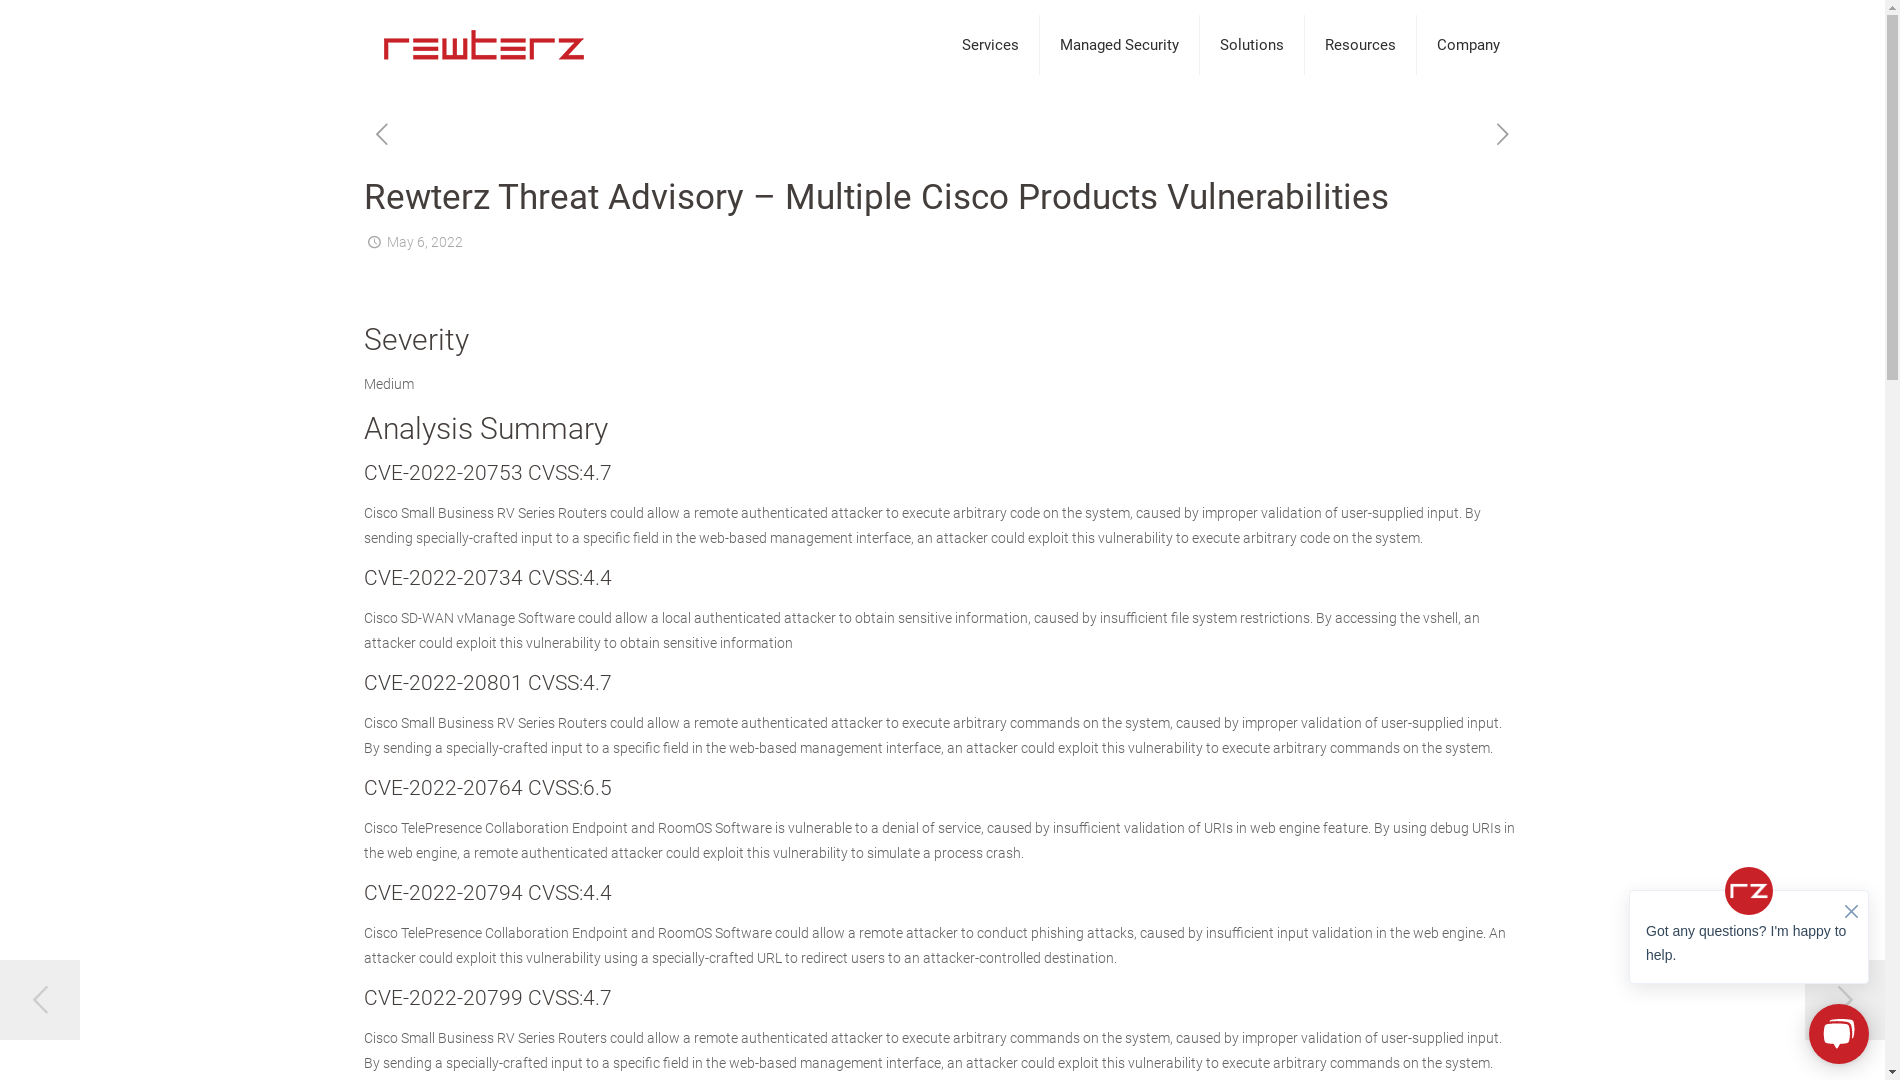 rewterz
Services
Managed Security
Solutions
Resources
Company
Rewterz Threat Advisory – Multiple Cisco Products Vulnerabilities
May 6, 2022
Severity
Medium
Analysis Summary
CVE-2022-20753 CVSS:4.7
Cisco Small Business RV Series Routers could allow a remote authenticated attacker to execute arbitrary code on the system, caused by improper validation of user-supplied input. By
sending specially-crafted input to a specific field in the web-based management interface, an attacker could exploit this vulnerability to execute arbitrary code on the system.
CVE-2022-20734 CVSS:4.4
Cisco SD-WAN vManage Software could allow a local authenticated attacker to obtain sensitive information, caused by insufficient file system restrictions. By accessing the vshell, an
attacker could exploit this vulnerability to obtain sensitive information
CVE-2022-20801 CVSS:4.7
Cisco Small Business RV Series Routers could allow a remote authenticated attacker to execute arbitrary commands on the system, caused by improper validation of user-supplied input.
By sending a specially-crafted input to a specific field in the web-based management interface, an attacker could exploit this vulnerability to execute arbitrary commands on the system.
CVE-2022-20764 CVSS:6.5
Cisco TelePresence Collaboration Endpoint and RoomOS Software is vulnerable to a denial of service, caused by insufficient validation of URIs in web engine feature. By using debug URIs in
the web engine, a remote authenticated attacker could exploit this vulnerability to simulate a process crash.
CVE-2022-20794 CVSS:4.4
Cisco TelePresence Collaboration Endpoint and RoomOS Software could allow a remote attacker to conduct phishing attacks, caused by insufficient input validation in the web engine. An
attacker could exploit this vulnerability using a specially-crafted URL to redirect users to an attacker-controlled destination.
CVE-2022-20799 CVSS:4.7
Cisco Small Business RV Series Routers could allow a remote authenticated attacker to execute arbitrary commands on the system, caused by improper validation of user-supplied input.
By sending a specially-crafted input to a specific field in the web-based management interface, an attacker could exploit this vulnerability to execute arbitrary commands on the system.
rz
Got any questions? I'm happy to
help.